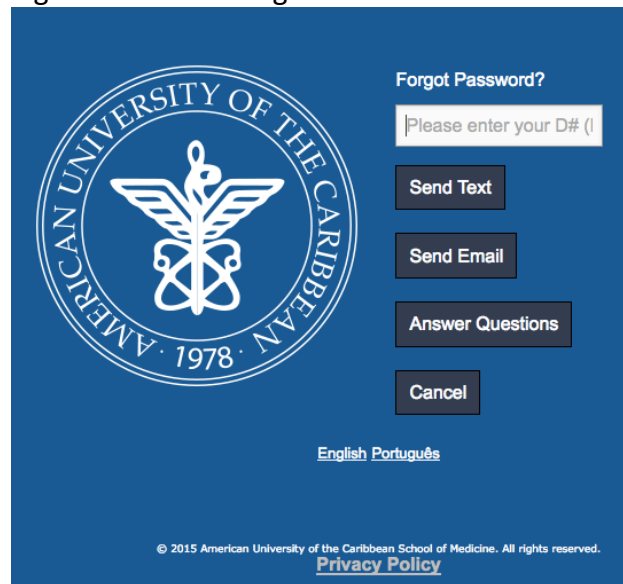 AMERICAN UNIVERSITY OF THE CARIBBEAN
· 1978 ·
Forgot Password?
Please enter your D# (
Send Text
Send Email
Answer Questions
Cancel
English Português
© 2015 American University of the Caribbean School of Medicine. All rights reserved.
Privacy Policy